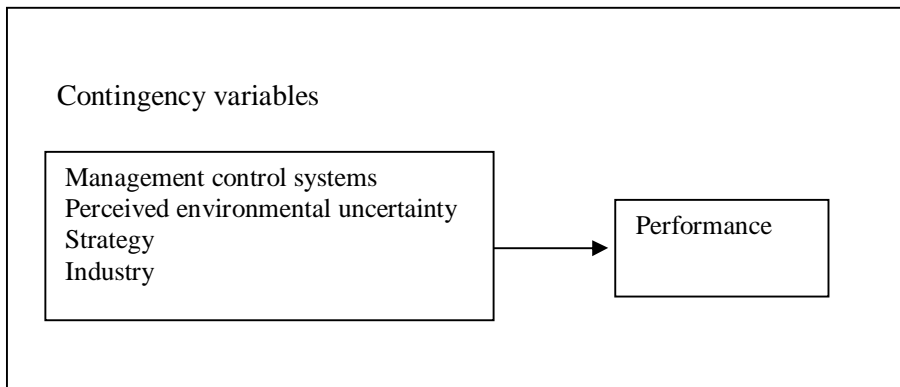 Contingency variables
Management control systems
Perceived environmental uncertainty
Strategy
Industry
Performance